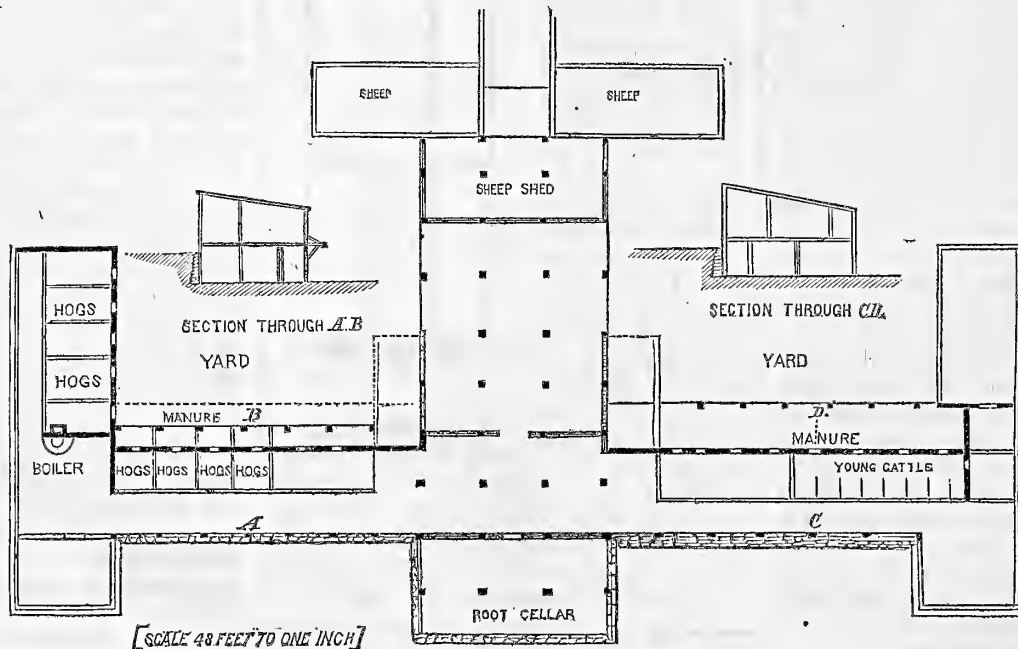 SHEEP
SHEEP
SHEEP SHED
HOGS
SECTION THROUGH A.B
SECTION THROUGH C.D.
YARD
YARD
HOGS
MANURE B
D.
MANURE
BOILER
HOGS HOGS HOGS HOGS
YOUNG CATTLE
A
C
ROOT CELLAR
[SCALE 48 FEET TO ONE INCH]